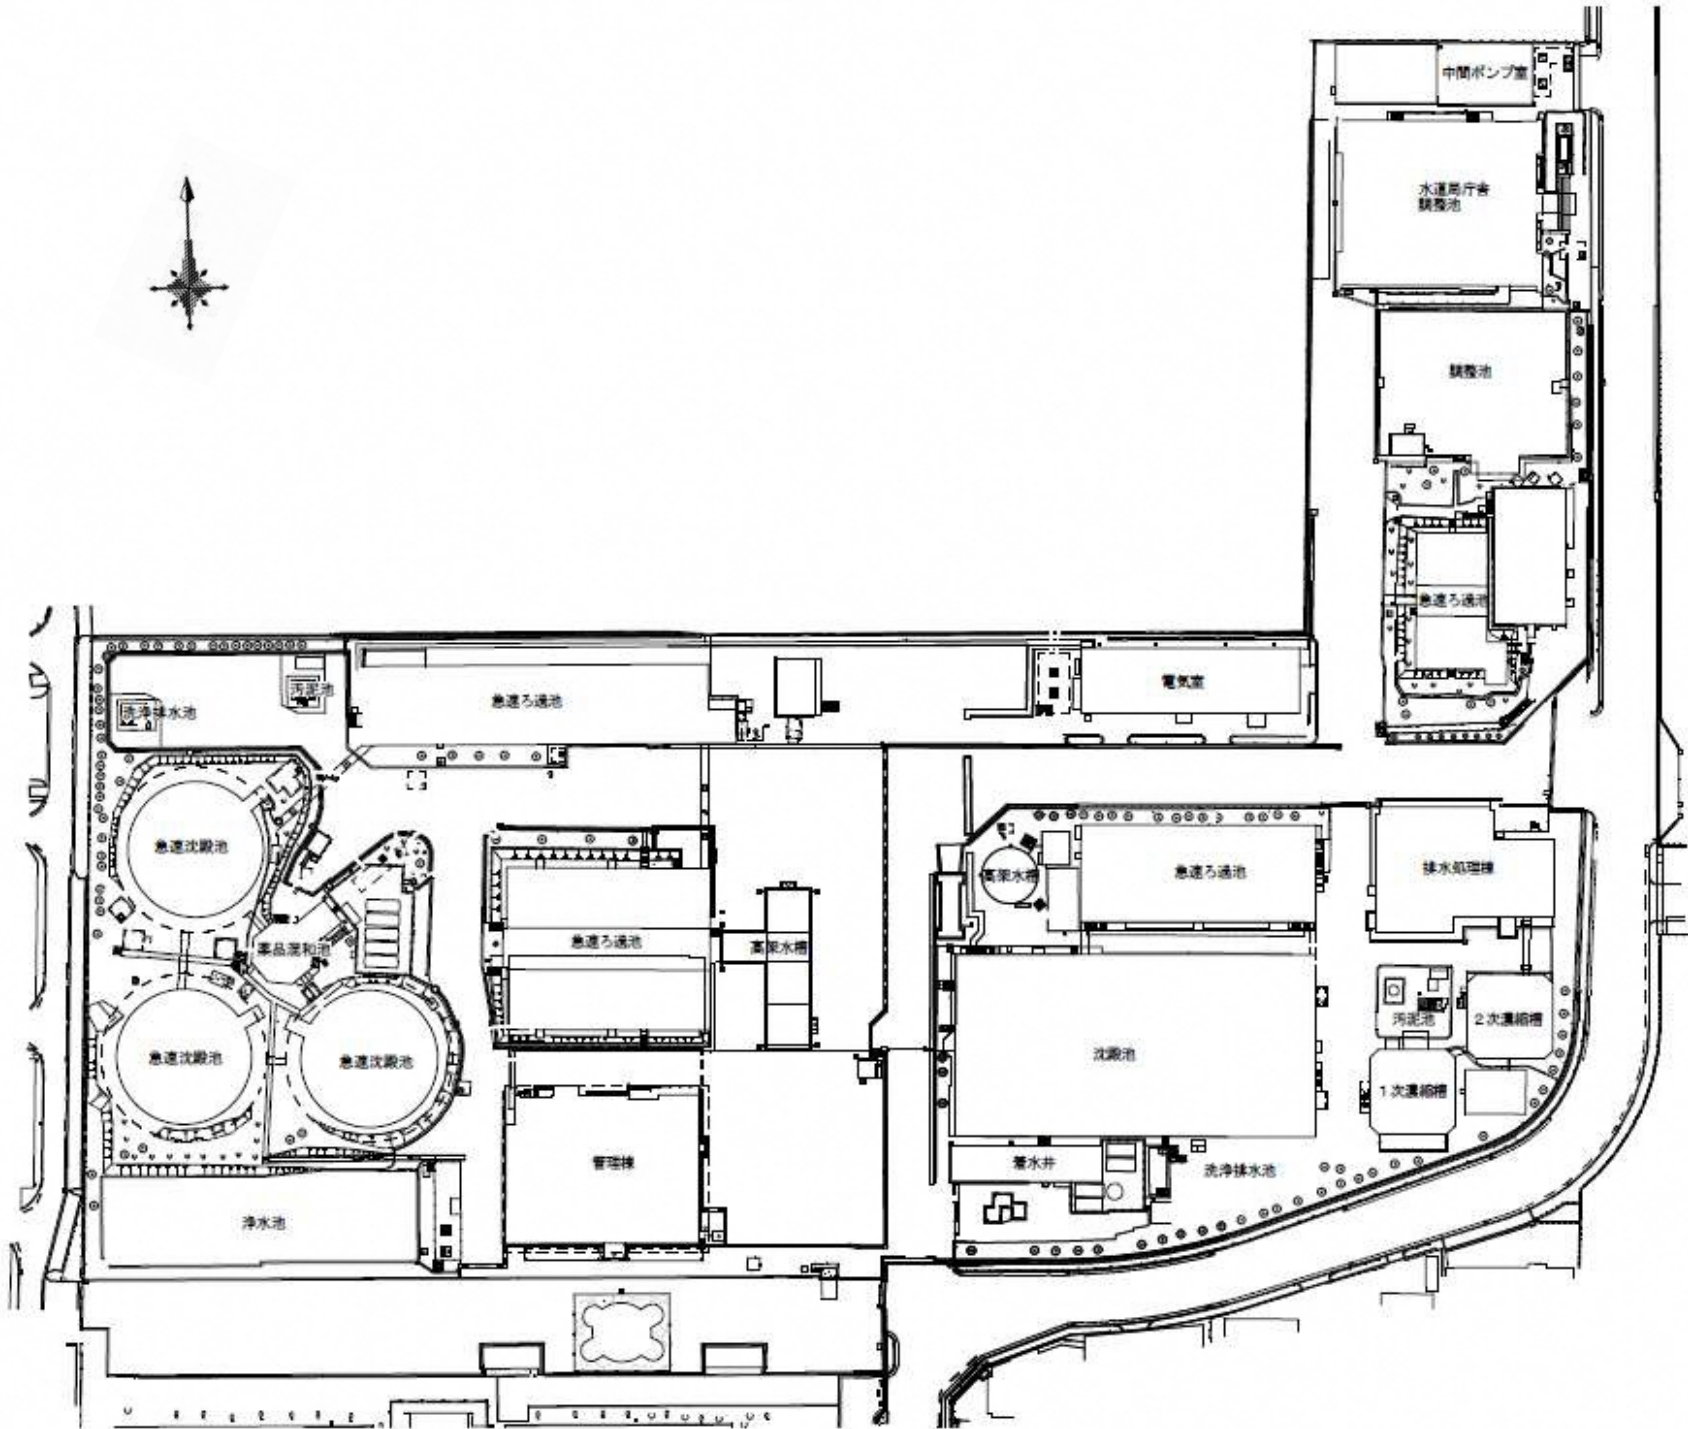 中間ポンプ室
水道局庁舎
調整池
調整池
急速ろ過池
汚泥池
洗浄排水池
急速ろ過池
電気室
急速沈澱池
高架水槽
急速ろ過池
排水処理棟
薬品混和池
急速ろ過池
高架水槽
汚泥池
2次濃縮槽
急速沈澱池
急速沈澱池
沈澱池
1次濃縮槽
管理棟
着水井
洗浄排水池
浄水池